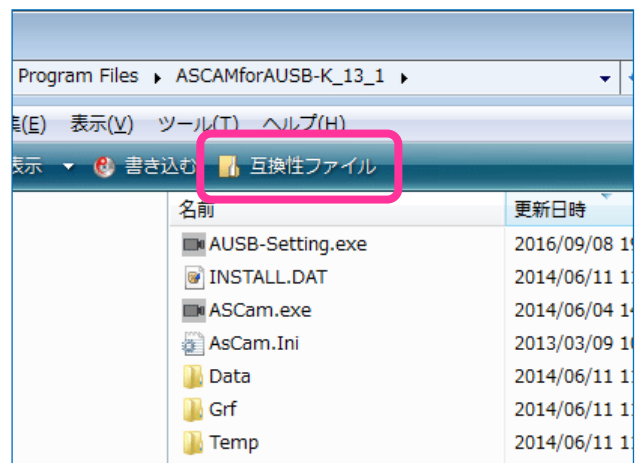 Program Files ▸ ASCAMforAUSB-K_13_1 ▸
(E) 表示(V) ツール(T) ヘルプ(H)
表示 書き込む 互換性ファイル
名前 更新日時
AUSB-Setting.exe 2016/09/08
INSTALL.DAT 2014/06/11
ASCam.exe 2014/06/04
AsCam.Ini 2013/03/09
Data 2014/06/11
Grf 2014/06/11
Temp 2014/06/11